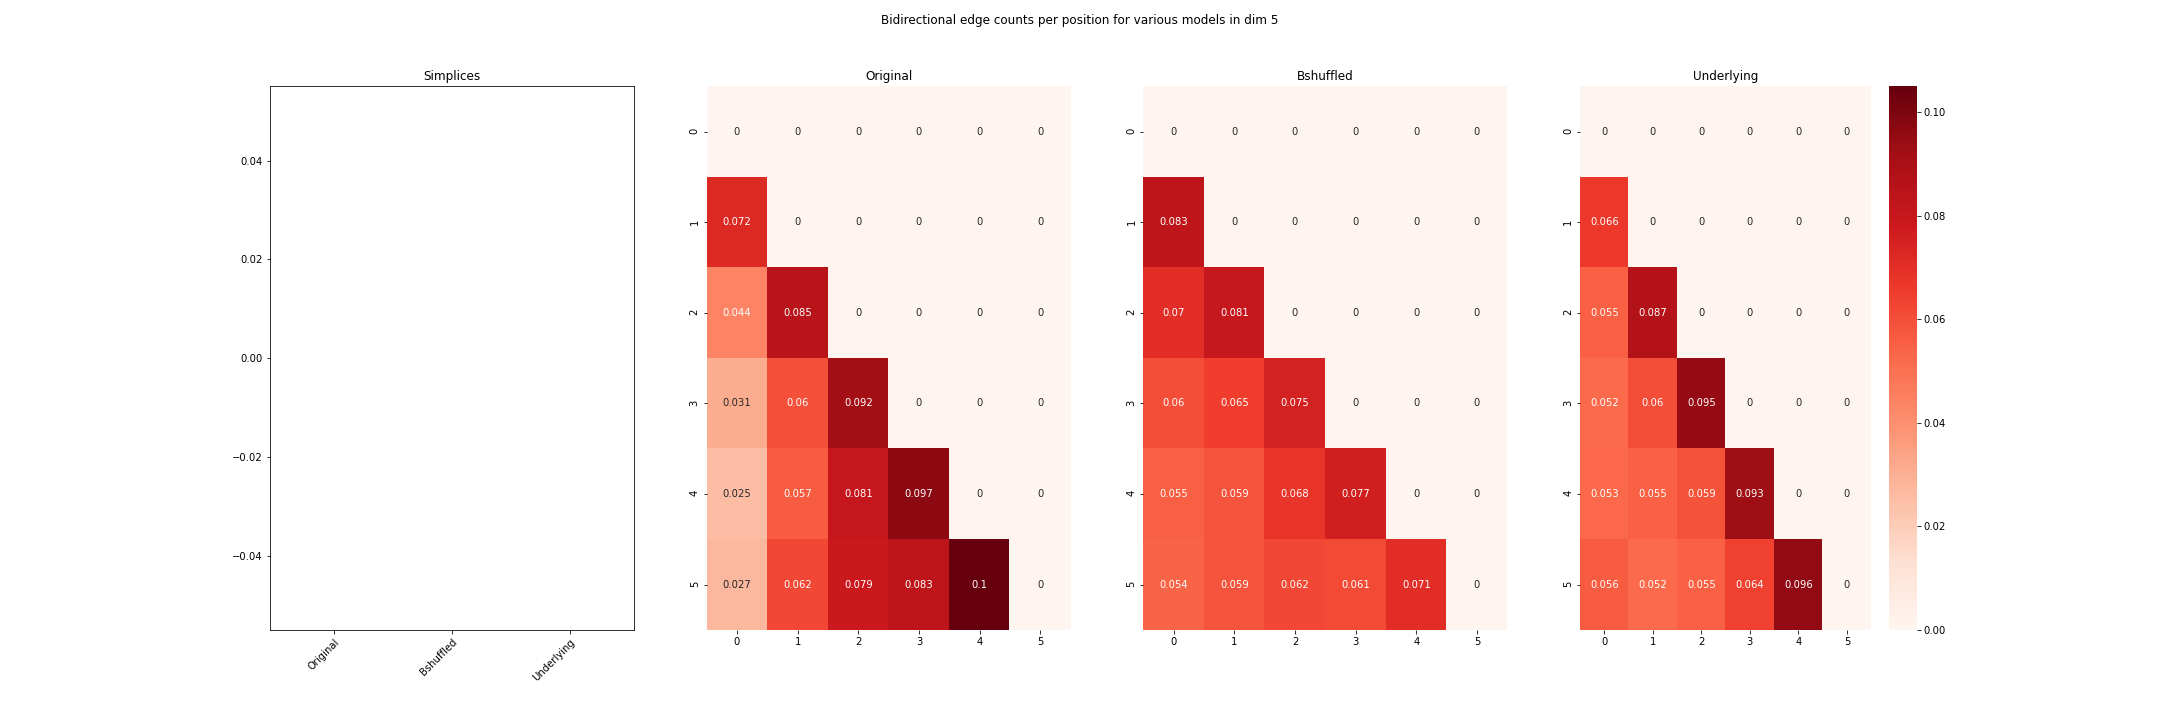 Bidirectional edge counts per position for various models in dim 5
Simplices
0.04
0.02
0.00
−0.02
−0.04
Original
Bshuffled
Underlying
Original
0 0 0 0 0 0 0
1 0.072 0 0 0 0 0
2 0.044 0.085 0 0 0 0
3 0.031 0.06 0.092 0 0 0
4 0.025 0.057 0.081 0.097 0 0
5 0.027 0.062 0.079 0.083 0.1 0
0 1 2 3 4 5
Bshuffled
0 0 0 0 0 0 0
1 0.083 0 0 0 0 0
2 0.07 0.081 0 0 0 0
3 0.06 0.065 0.075 0 0 0
4 0.055 0.059 0.068 0.077 0 0
5 0.054 0.059 0.062 0.061 0.071 0
0 1 2 3 4 5
Underlying
0 0 0 0 0 0 0
1 0.066 0 0 0 0 0
2 0.055 0.087 0 0 0 0
3 0.052 0.06 0.095 0 0 0
4 0.053 0.055 0.059 0.093 0 0
5 0.056 0.052 0.055 0.064 0.096 0
0 1 2 3 4 5
0.10
0.08
0.06
0.04
0.02
0.00